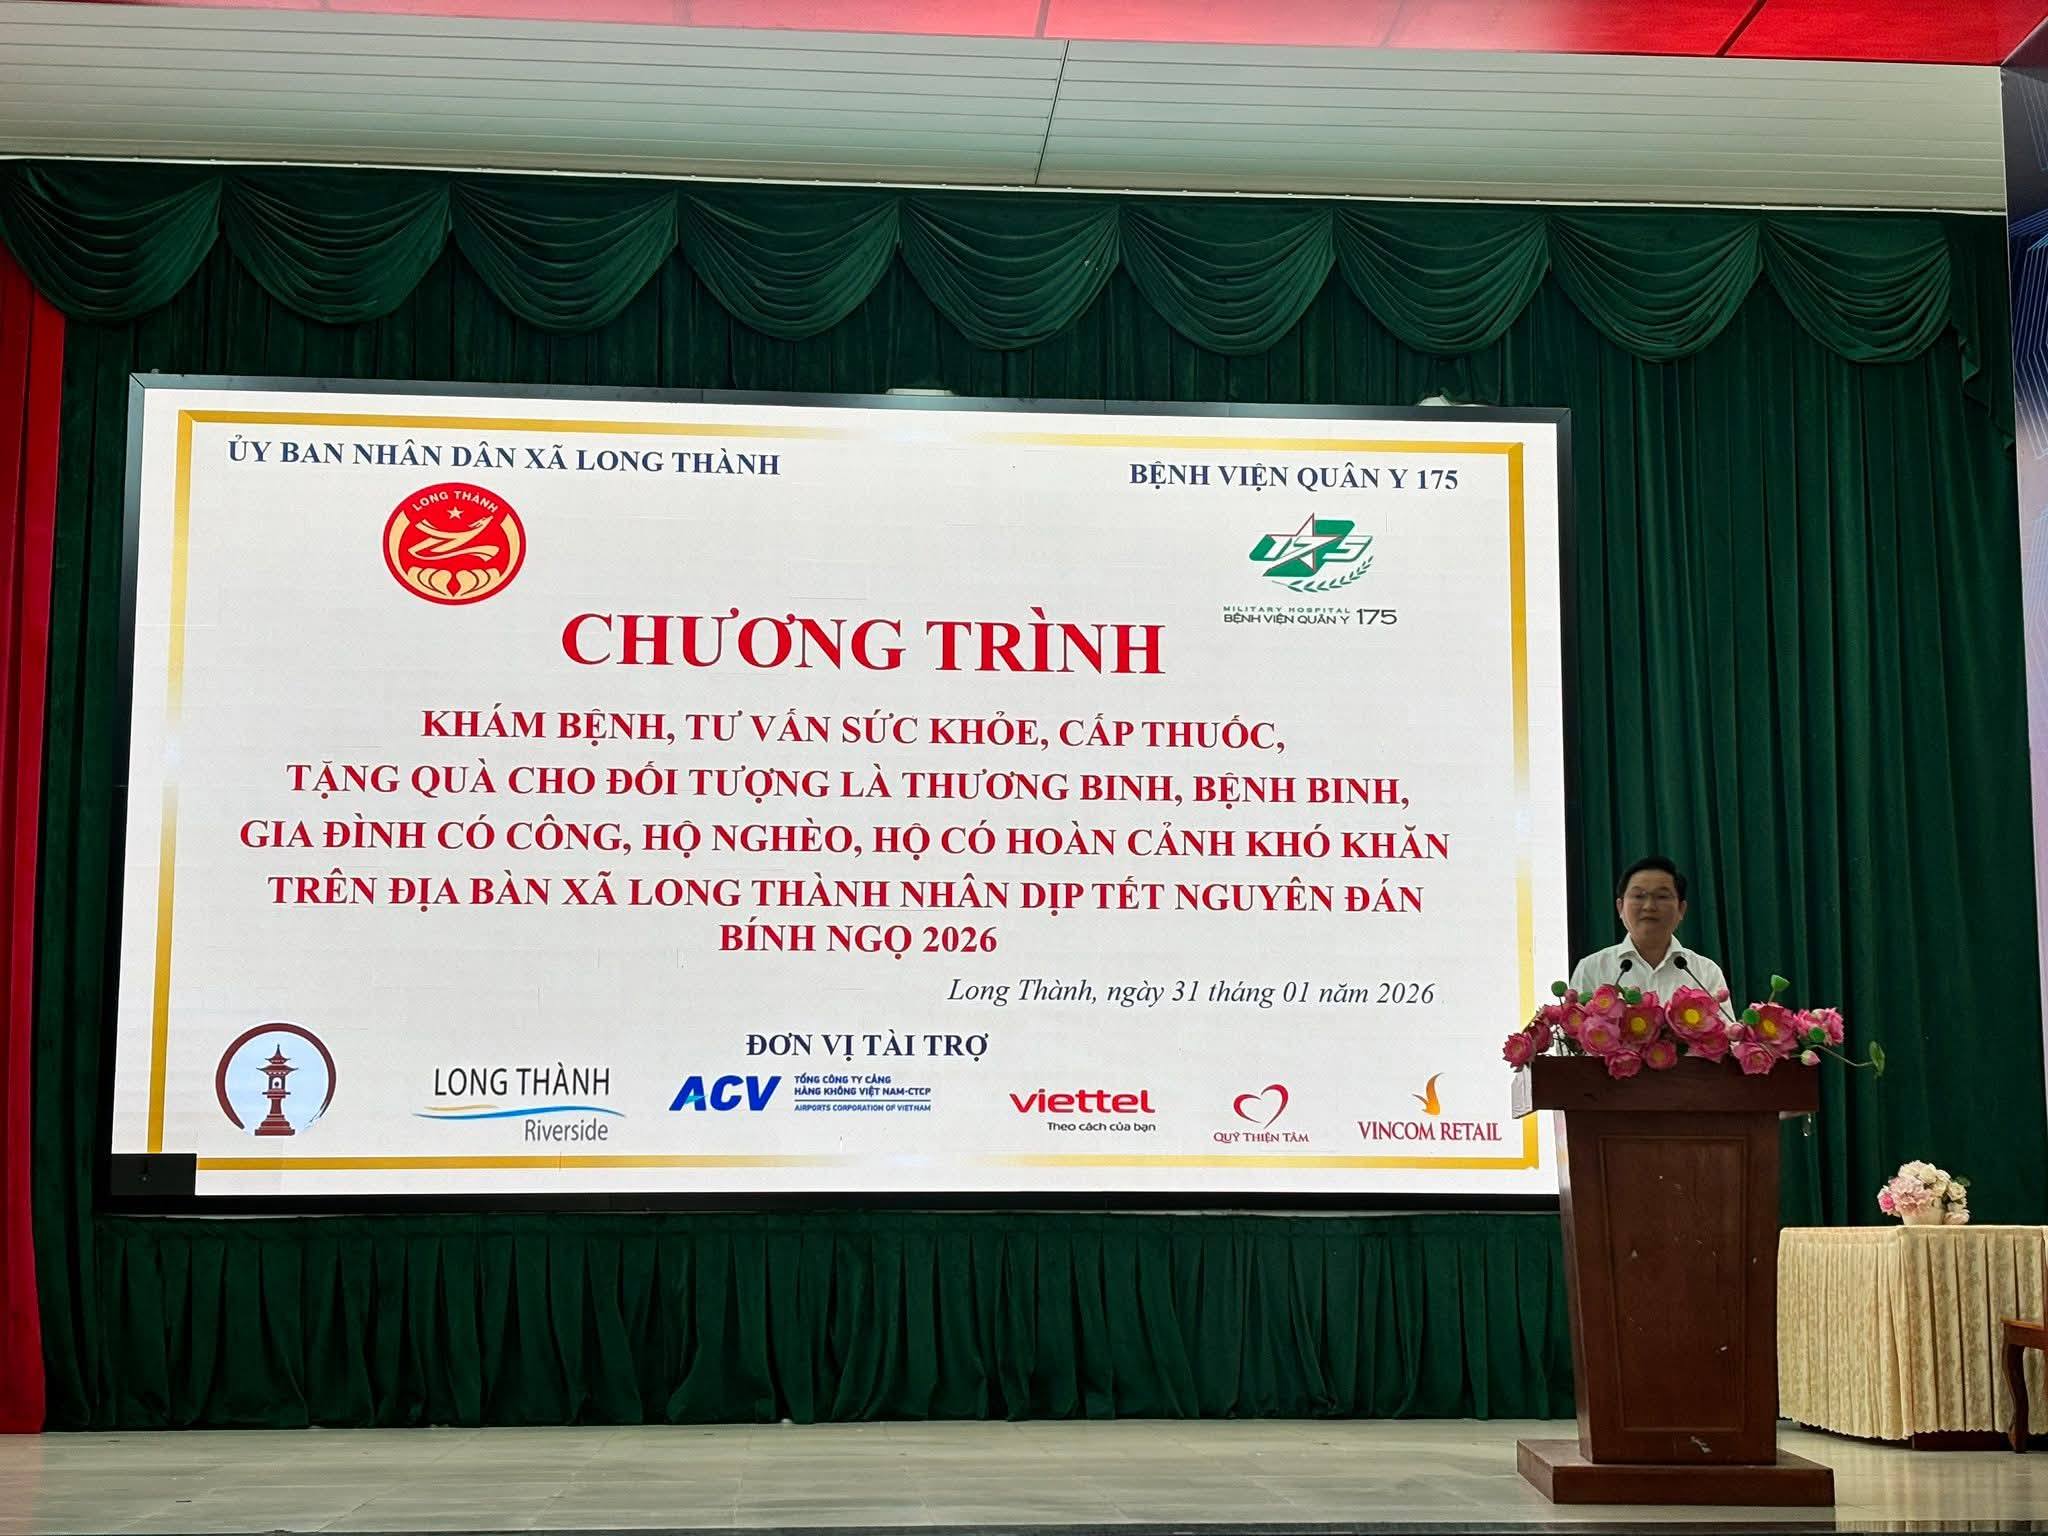 ỦY BAN NHÂN DÂN XÃ LONG THÀNH
BỆNH VIỆN QUÂN Y 175
LONG THÀNH
175
MILITARY HOSPITAL
BỆNH VIỆN QUÂN Y 175
CHƯƠNG TRÌNH
KHÁM BỆNH, TƯ VẤN SỨC KHỎE, CẤP THUỐC,
TẶNG QUÀ CHO ĐỐI TƯỢNG LÀ THƯƠNG BINH, BỆNH BINH,
GIA ĐÌNH CÓ CÔNG, HỘ NGHÈO, HỘ CÓ HOÀN CẢNH KHÓ KHĂN
TRÊN ĐỊA BÀN XÃ LONG THÀNH NHÂN DỊP TẾT NGUYÊN ĐÁN
BÍNH NGỌ 2026
Long Thành, ngày 31 tháng 01 năm 2026
ĐƠN VỊ TÀI TRỢ
LONG THÀNH
Riverside
ACV
TỔNG CÔNG TY CẢNG
HÀNG KHÔNG VIỆT NAM-CTCP
AIRPORTS CORPORATION OF VIETNAM
viettel
Theo cách của bạn
QUỸ THIỆN TÂM
VINCOM RETAIL